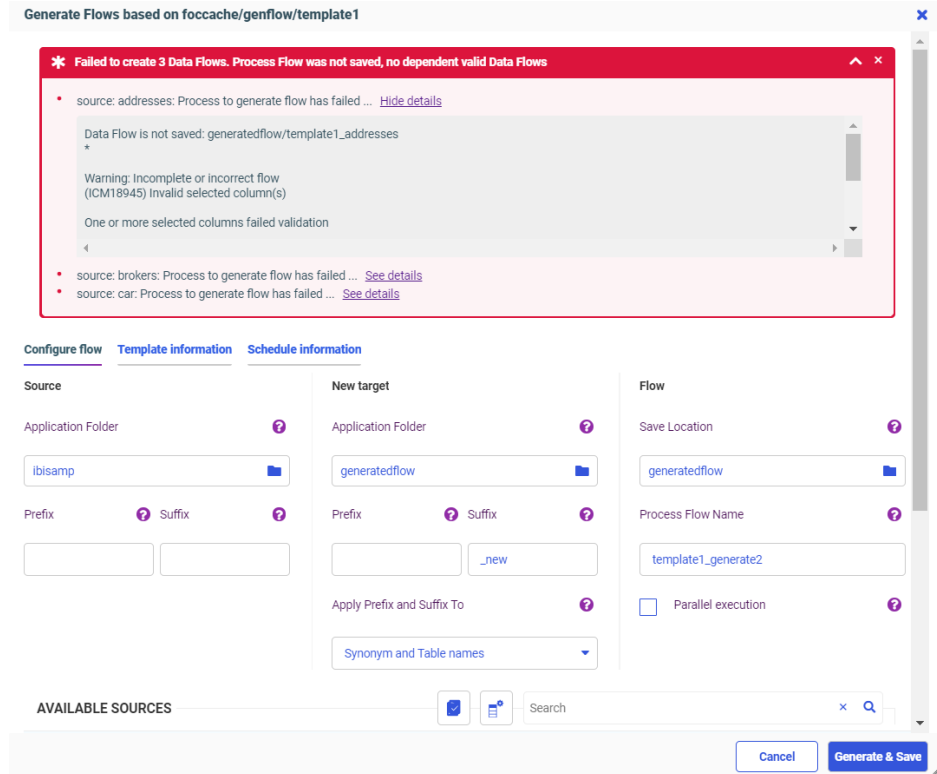 Generate Flows based on foccache/genflow/template1
Failed to create 3 Data Flows. Process Flow was not saved, no dependent valid Data Flows
source: addresses: Process to generate flow has failed ... Hide details
Data Flow is not saved: generatedflow/template1_addresses
*
Warning: Incomplete or incorrect flow
(ICM18945) Invalid selected column(s)
One or more selected columns failed validation
source: brokers: Process to generate flow has failed ... See details
source: car: Process to generate flow has failed ... See details
Configure flow Template information Schedule information
Source New target Flow
Application Folder Application Folder Save Location
ibisamp generatedflow generatedflow
Prefix Suffix Prefix Suffix Process Flow Name
_new template1_generate2
Apply Prefix and Suffix To Parallel execution
Synonym and Table names
AVAILABLE SOURCES Search
Cancel Generate & Save